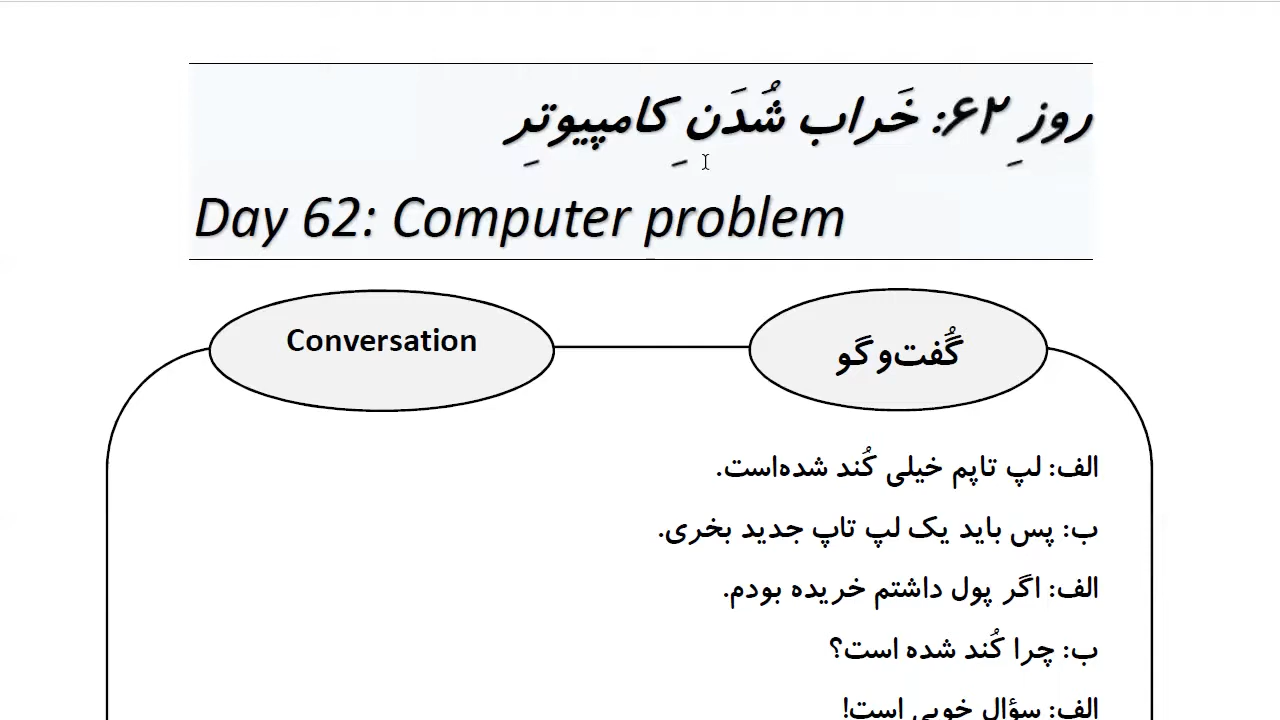 روزِ ۶۲: خَراب شُدَنِ کامپیوترِ
Day 62: Computer problem
Conversation
گُفت‌و‌گو
الف: لپ تاپم خیلی کُند شده‌است.
ب: پس باید یک لپ تاپ جدید بخری.
الف: اگر پول داشتم خریده بودم.
ب: چرا کُند شده است؟
الف: سؤال خوبی است!